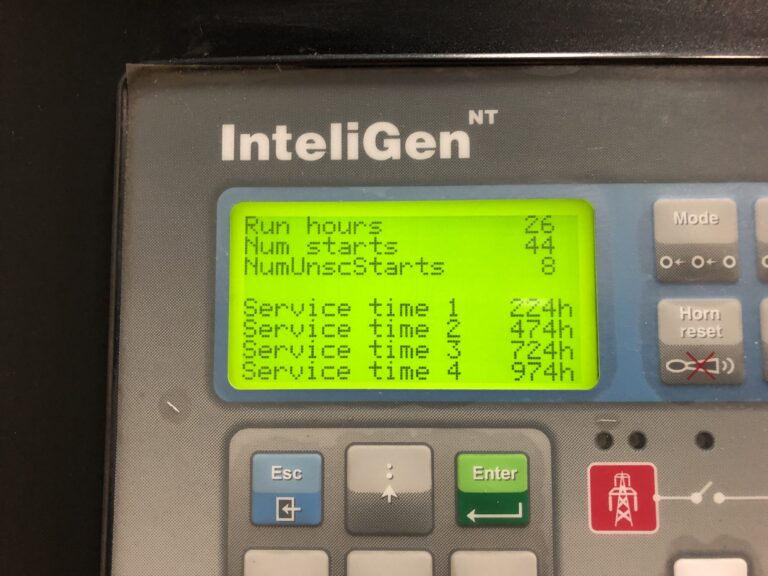 InteliGen NT
Run hours 26
Num starts 44
NumUnscStarts 8
Service time 1 224h
Service time 2 474h
Service time 3 724h
Service time 4 974h
Mode
Horn
reset
Esc
Enter